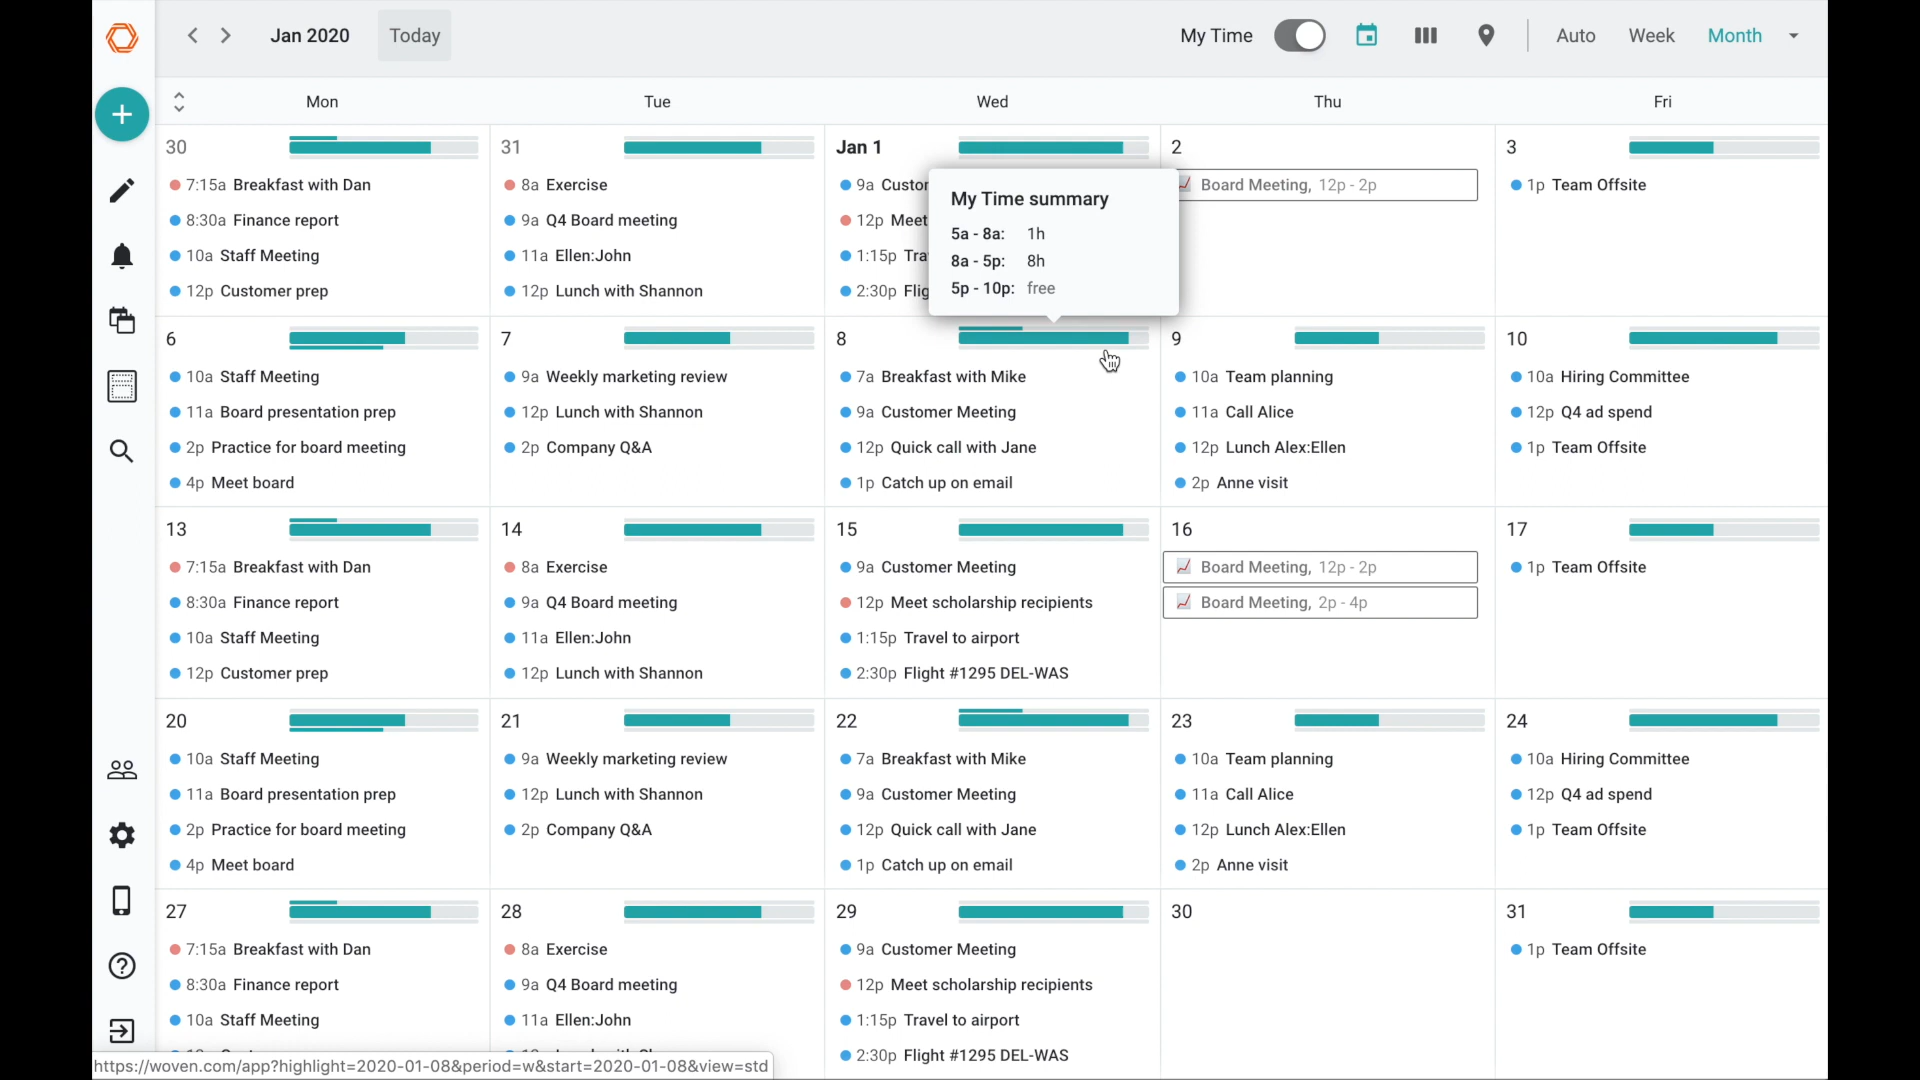 Jan 2020 Today My Time Auto Week Month
Mon Tue Wed Thu Fri
30
7:15a Breakfast with Dan
8:30a Finance report
10a Staff Meeting
12p Customer prep
31
8a Exercise
9a Q4 Board meeting
11a Ellen:John
12p Lunch with Shannon
Jan 1
9a
12p
1:15p
2:30p
My Time summary
5a - 8a: 1h
8a - 5p: 8h
5p - 10p: free
2
Board Meeting, 12p - 2p
3
1p Team Offsite
6
10a Staff Meeting
11a Board presentation prep
2p Practice for board meeting
4p Meet board
7
9a Weekly marketing review
12p Lunch with Shannon
2p Company Q&A
8
7a Breakfast with Mike
9a Customer Meeting
12p Quick call with Jane
1p Catch up on email
9
10a Team planning
11a Call Alice
12p Lunch Alex:Ellen
2p Anne visit
10
10a Hiring Committee
12p Q4 ad spend
1p Team Offsite
13
7:15a Breakfast with Dan
8:30a Finance report
10a Staff Meeting
12p Customer prep
14
8a Exercise
9a Q4 Board meeting
11a Ellen:John
12p Lunch with Shannon
15
9a Customer Meeting
12p Meet scholarship recipients
1:15p Travel to airport
2:30p Flight #1295 DEL-WAS
16
Board Meeting, 12p - 2p
Board Meeting, 2p - 4p
17
1p Team Offsite
20
10a Staff Meeting
11a Board presentation prep
2p Practice for board meeting
4p Meet board
21
9a Weekly marketing review
12p Lunch with Shannon
2p Company Q&A
22
7a Breakfast with Mike
9a Customer Meeting
12p Quick call with Jane
1p Catch up on email
23
10a Team planning
11a Call Alice
12p Lunch Alex:Ellen
2p Anne visit
24
10a Hiring Committee
12p Q4 ad spend
1p Team Offsite
27
7:15a Breakfast with Dan
8:30a Finance report
10a Staff Meeting
28
8a Exercise
9a Q4 Board meeting
11a Ellen:John
29
9a Customer Meeting
12p Meet scholarship recipients
1:15p Travel to airport
2:30p Flight #1295 DEL-WAS
30
31
1p Team Offsite
https://woven.com/app?highlight=2020-01-08&period=w&start=2020-01-08&view=std